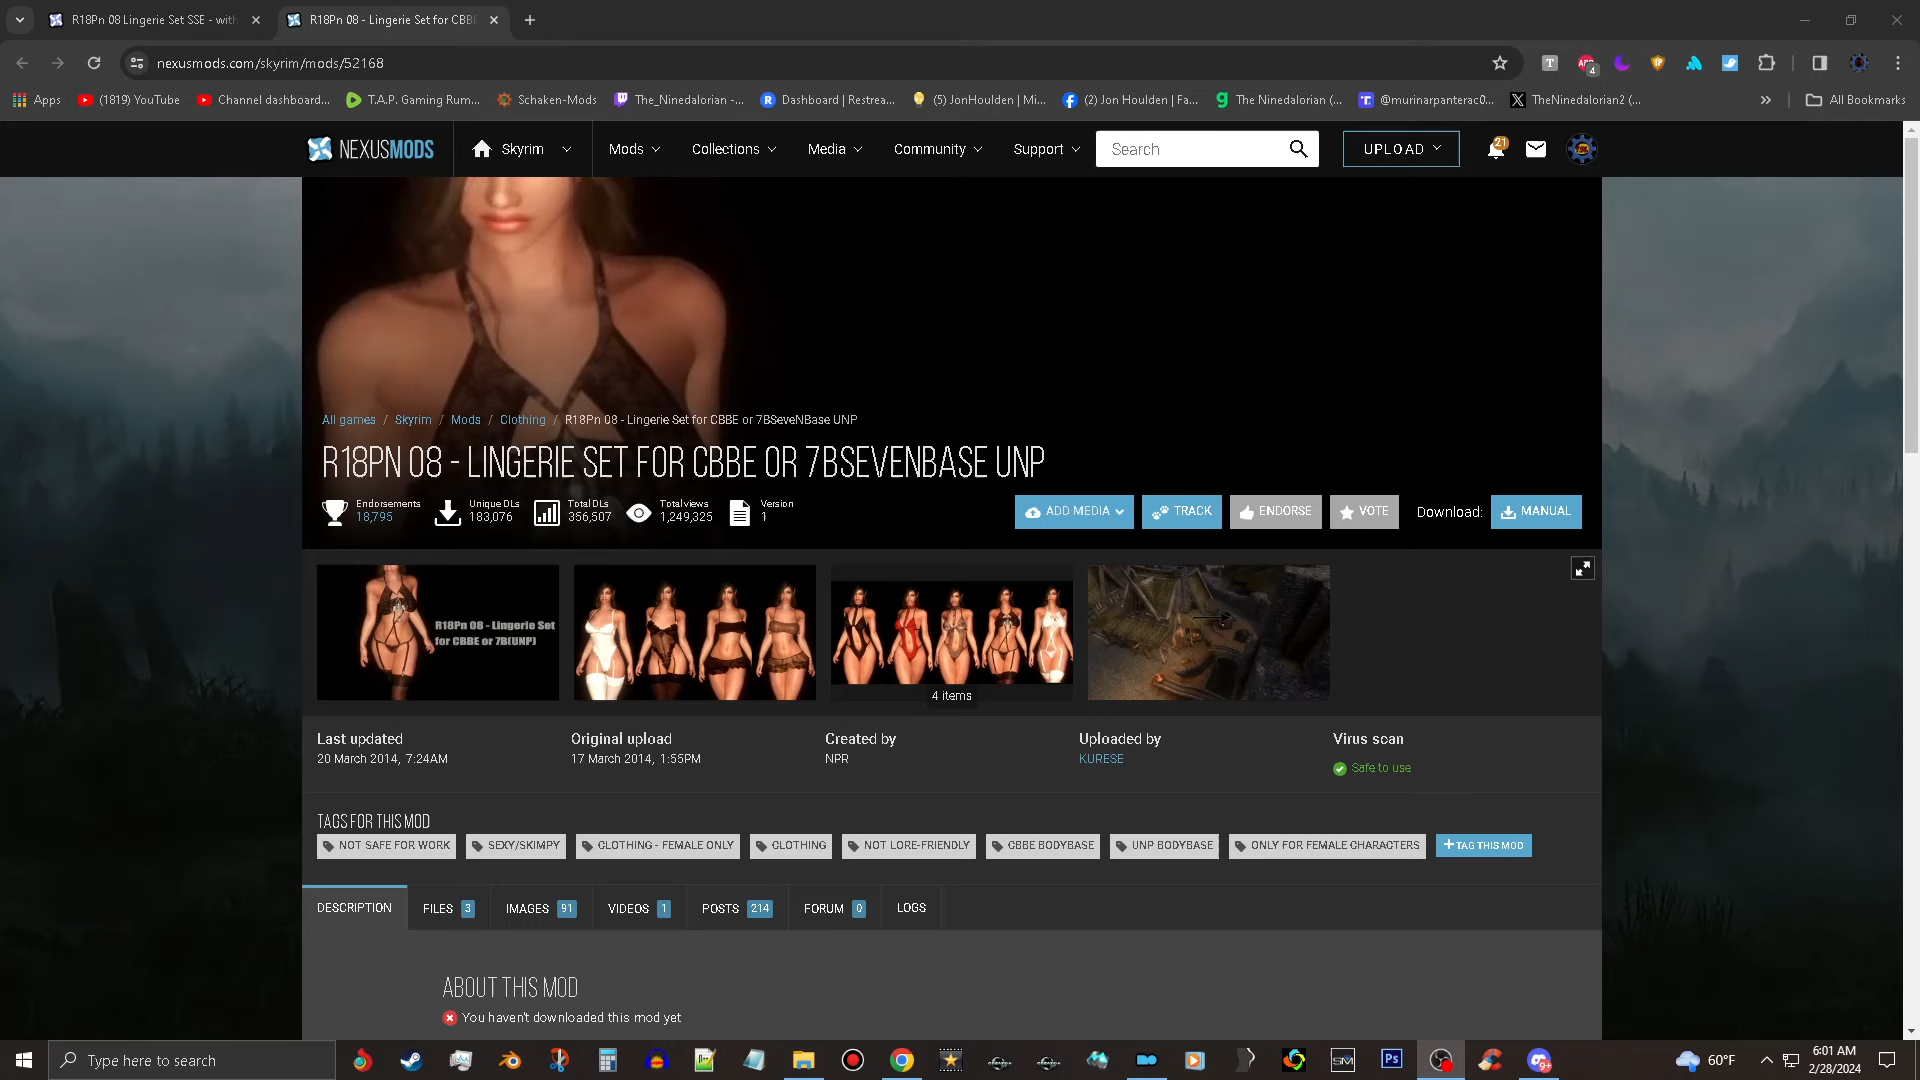 R18Pn 08 Lingerie Set SSE - with
R18Pn 08 - Lingerie Set for CBBE
nexusmods.com/skyrim/mods/52168
4
Apps
(1819) YouTube
Channel dashboard...
T.A.P. Gaming Rum...
Schaken-Mods
The_Ninedalorian -...
Dashboard | Restrea...
(5) JonHoulden | Mi...
(2) Jon Houlden | Fa...
The Ninedalorian (...
@murinarpanterac0...
TheNinedalorian2 (...
All Bookmarks
NEXUSMODS
Skyrim
Mods
Collections
Media
Community
Support
Search
UPLOAD
21
All games / Skyrim / Mods / Clothing / R18Pn 08 - Lingerie Set for CBBE or 7BSeveNBase UNP
R18PN 08 - LINGERIE SET FOR CBBE OR 7BSEVENBASE UNP
Endorsements
18,795
Unique DLs
183,076
Total DLs
356,507
Total views
1,249,325
Version
1
ADD MEDIA
TRACK
ENDORSE
VOTE
Download:
MANUAL
R18Pn 08 - Lingerie Set
for CBBE or 7B(UNP)
4 items
Last updated
20 March 2014, 7:24AM
Original upload
17 March 2014, 1:55PM
Created by
NPR
Uploaded by
KURESE
Virus scan
Safe to use
TAGS FOR THIS MOD
NOT SAFE FOR WORK
SEXY/SKIMPY
CLOTHING - FEMALE ONLY
CLOTHING
NOT LORE-FRIENDLY
CBBE BODYBASE
UNP BODYBASE
ONLY FOR FEMALE CHARACTERS
+ TAG THIS MOD
DESCRIPTION
FILES 3
IMAGES 91
VIDEOS 1
POSTS 214
FORUM 0
LOGS
ABOUT THIS MOD
You haven't downloaded this mod yet
Type here to search
SM
Ps
9+
60°F
6:01 AM
2/28/2024